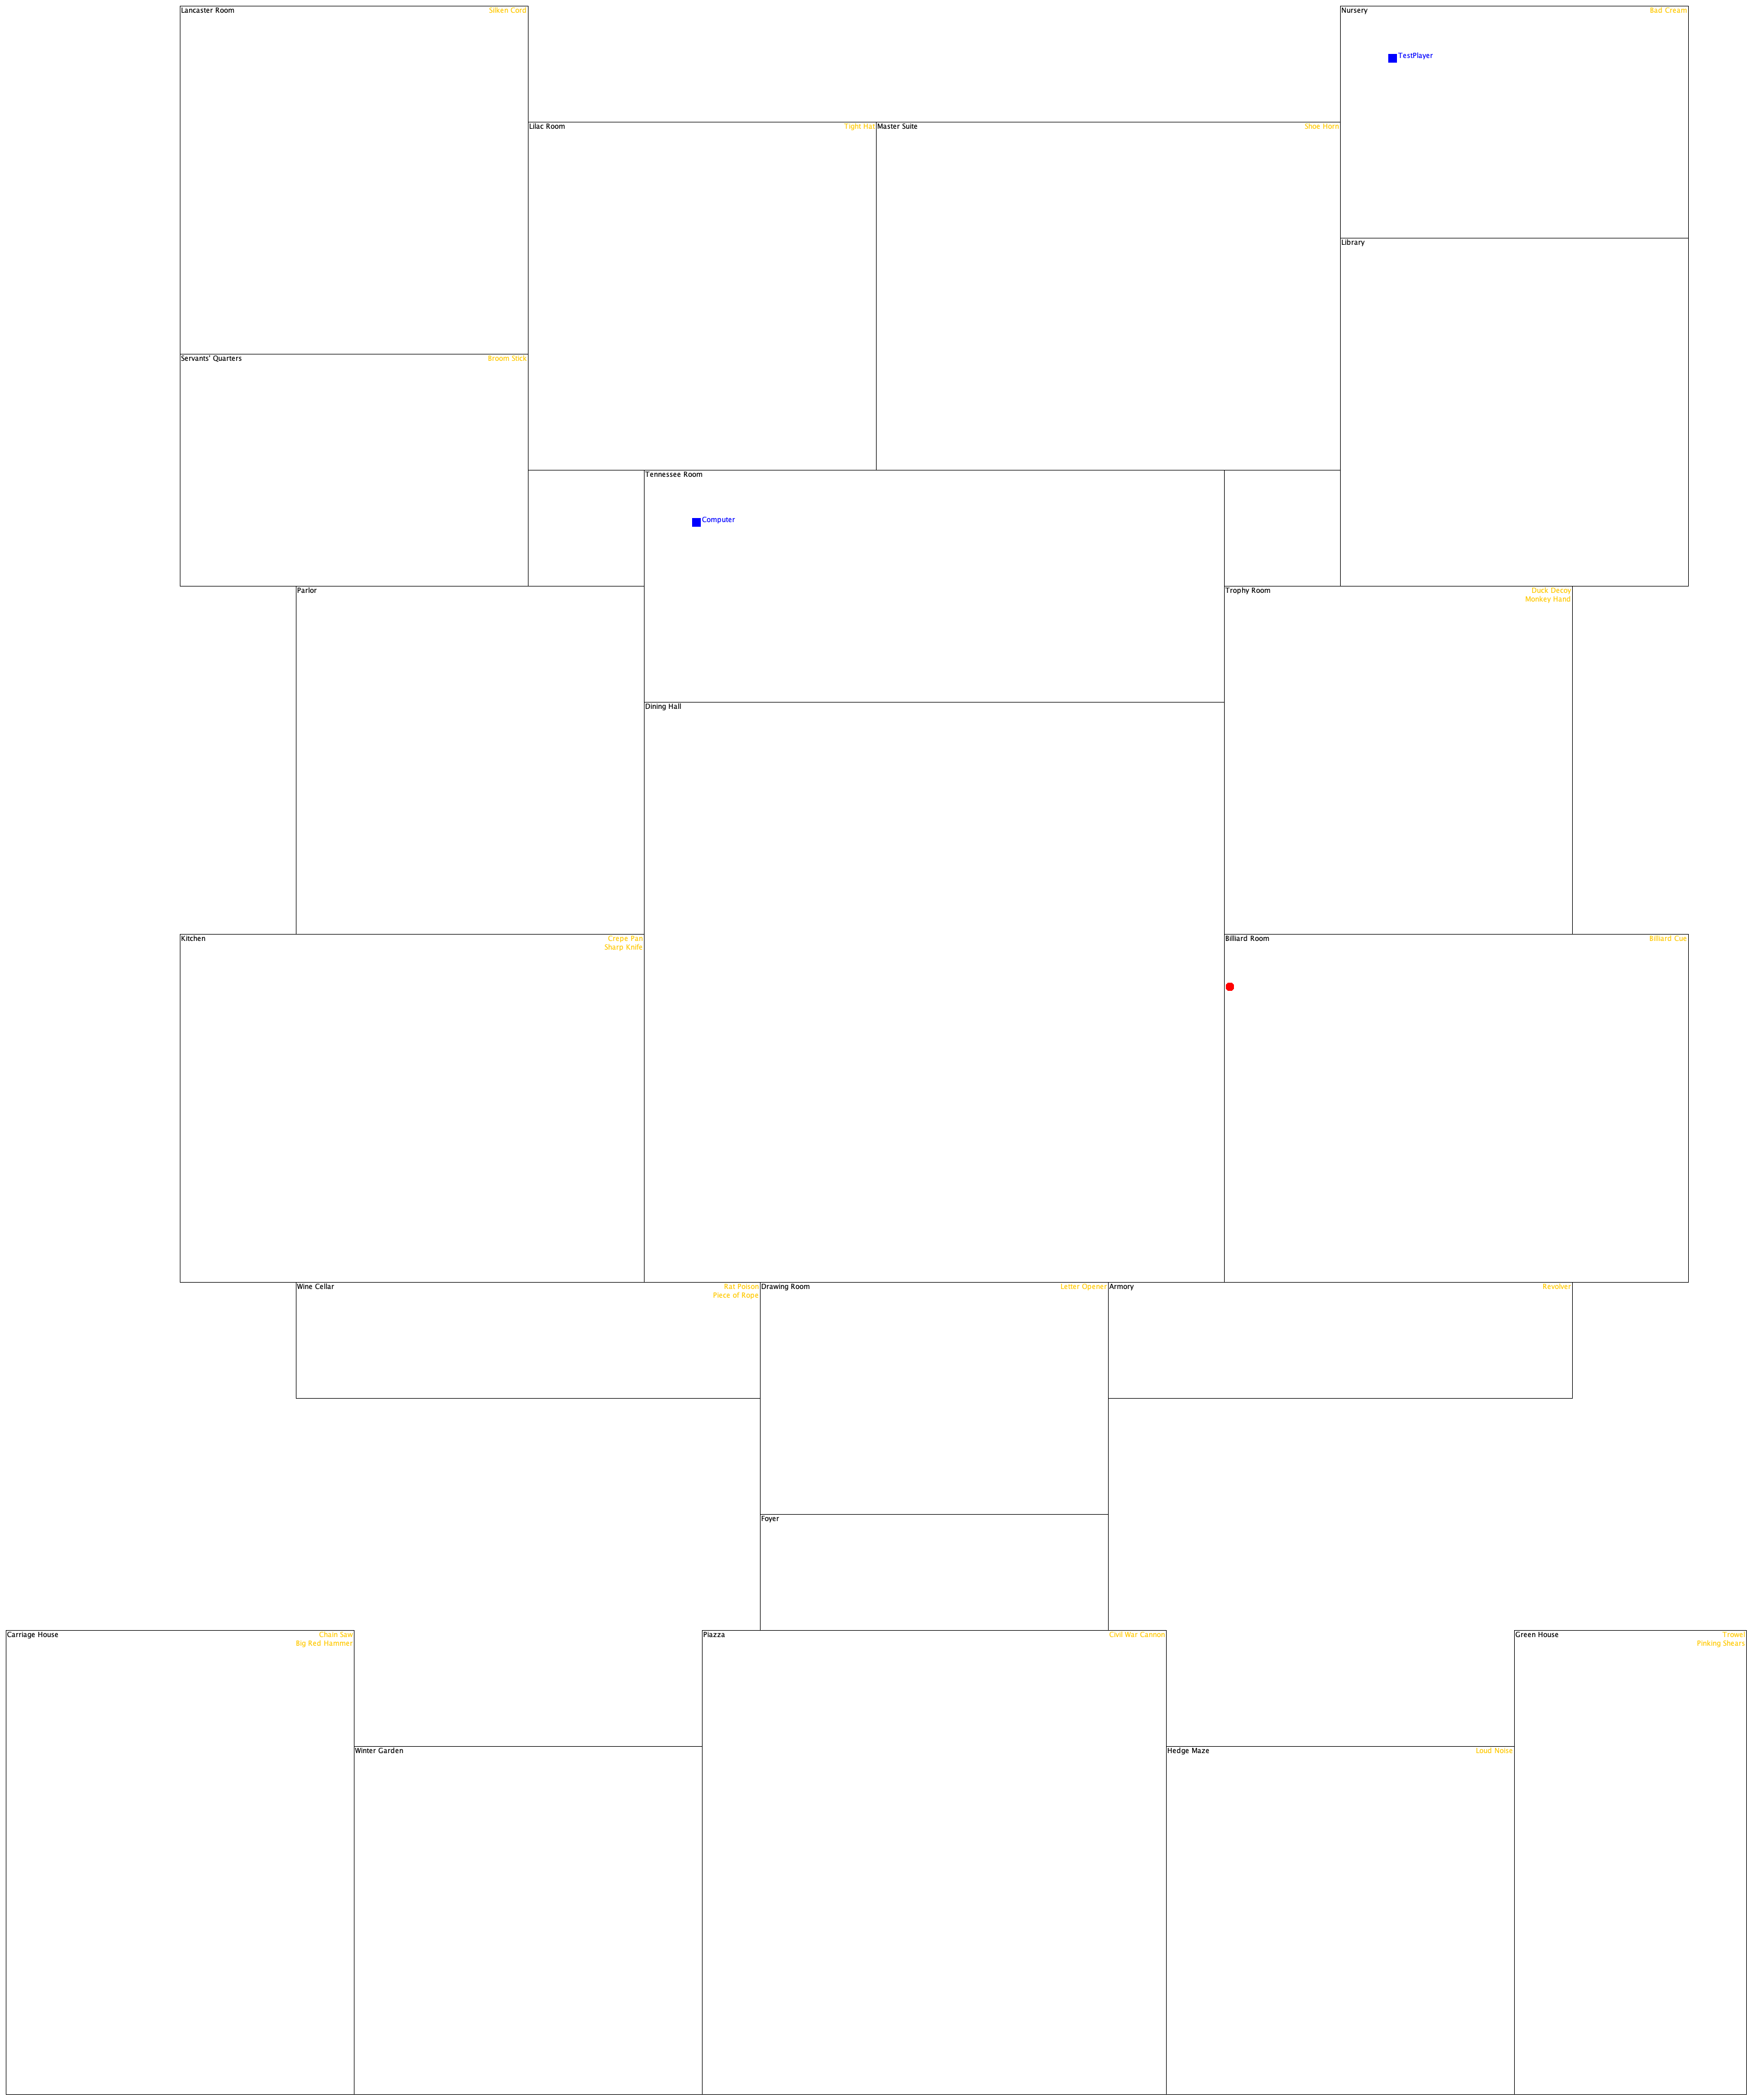 Lancaster Room
Silken Cord
Nursery
Bad Cream
TestPlayer
Lilac Room
Tight Hat
Master Suite
Shoe Horn
Library
Servants' Quarters
Broom Stick
Tennessee Room
Computer
Parlor
Trophy Room
Duck Decoy
Monkey Hand
Dining Hall
Kitchen
Crepe Pan
Sharp Knife
Billiard Room
Billiard Cue
Wine Cellar
Rat Poison
Piece of Rope
Drawing Room
Letter Opener
Armory
Revolver
Foyer
Carriage House
Chain Saw
Big Red Hammer
Piazza
Civil War Cannon
Green House
Trowel
Pinking Shears
Winter Garden
Hedge Maze
Loud Noise